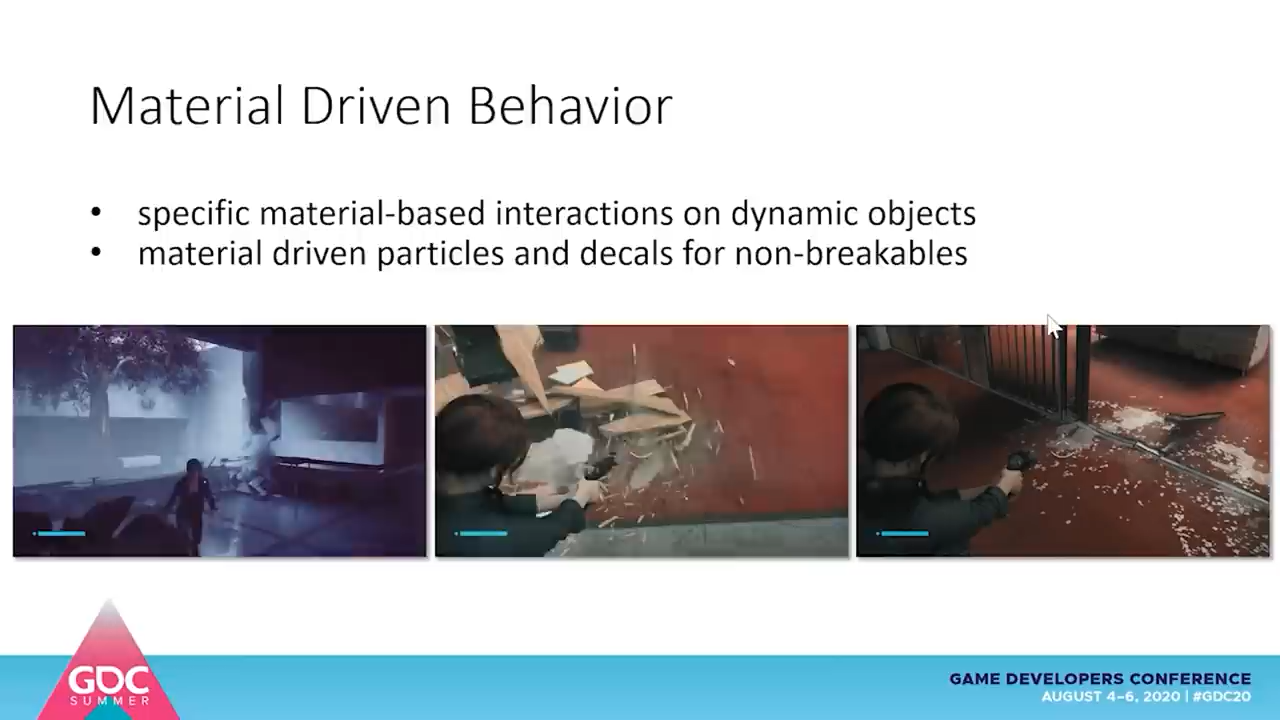 Material Driven Behavior
• specific material-based interactions on dynamic objects
• material driven particles and decals for non-breakables
GDC
SUMMER
GAME DEVELOPERS CONFERENCE
AUGUST 4–6, 2020 | #GDC20